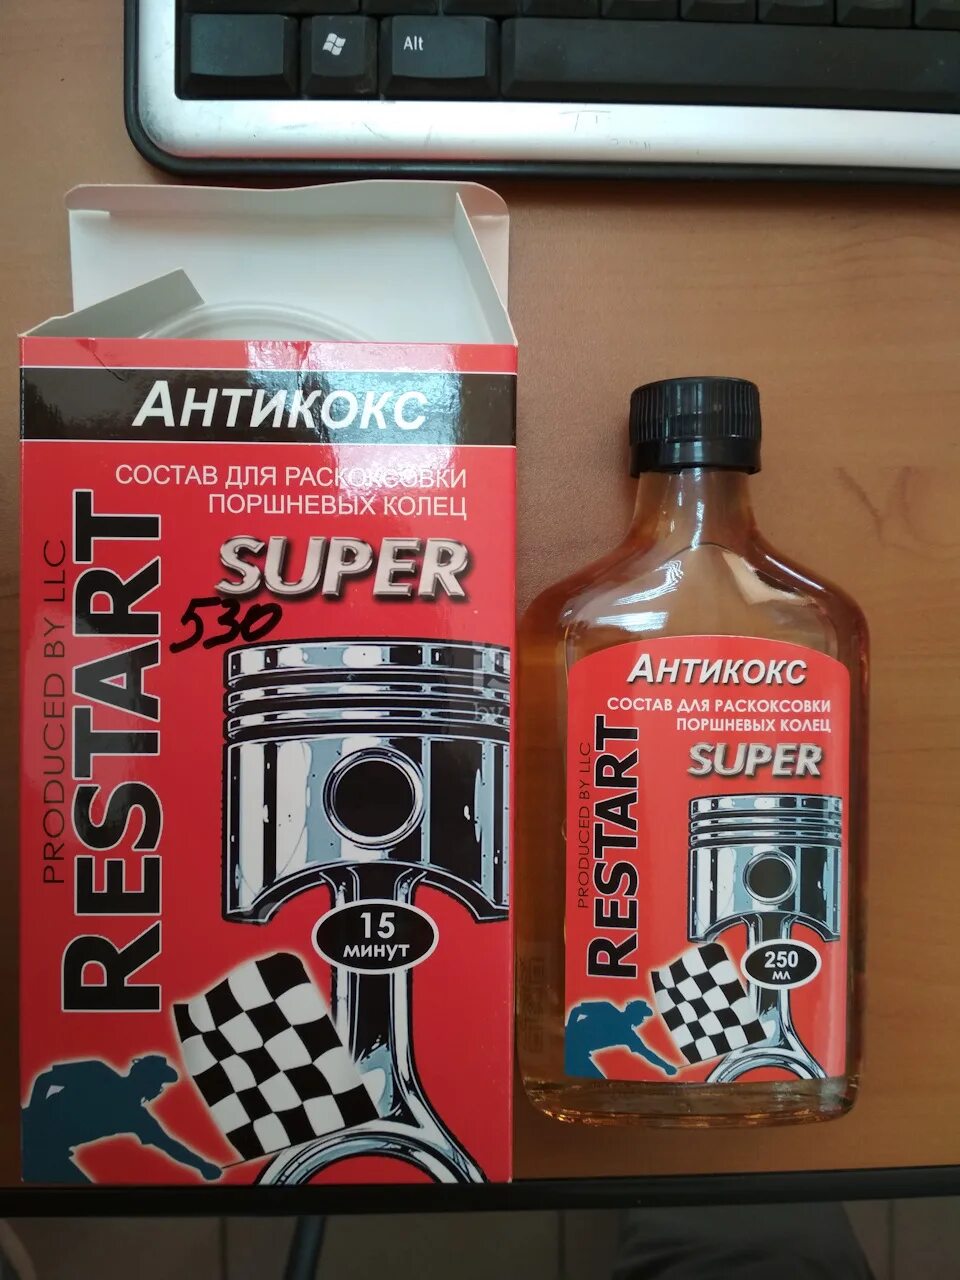 Alt
Антикокс
СОСТАВ ДЛЯ РАСКОКСОВКИ
ПОРШНЕВЫХ КОЛЕЦ
SUPER
530
PRODUCED BY LLC
RESTART
15
МИНУТ
Антикокс
СОСТАВ ДЛЯ РАСКОКСОВКИ
ПОРШНЕВЫХ КОЛЕЦ
SUPER
PRODUCED BY LLC
RESTART
250
МЛ